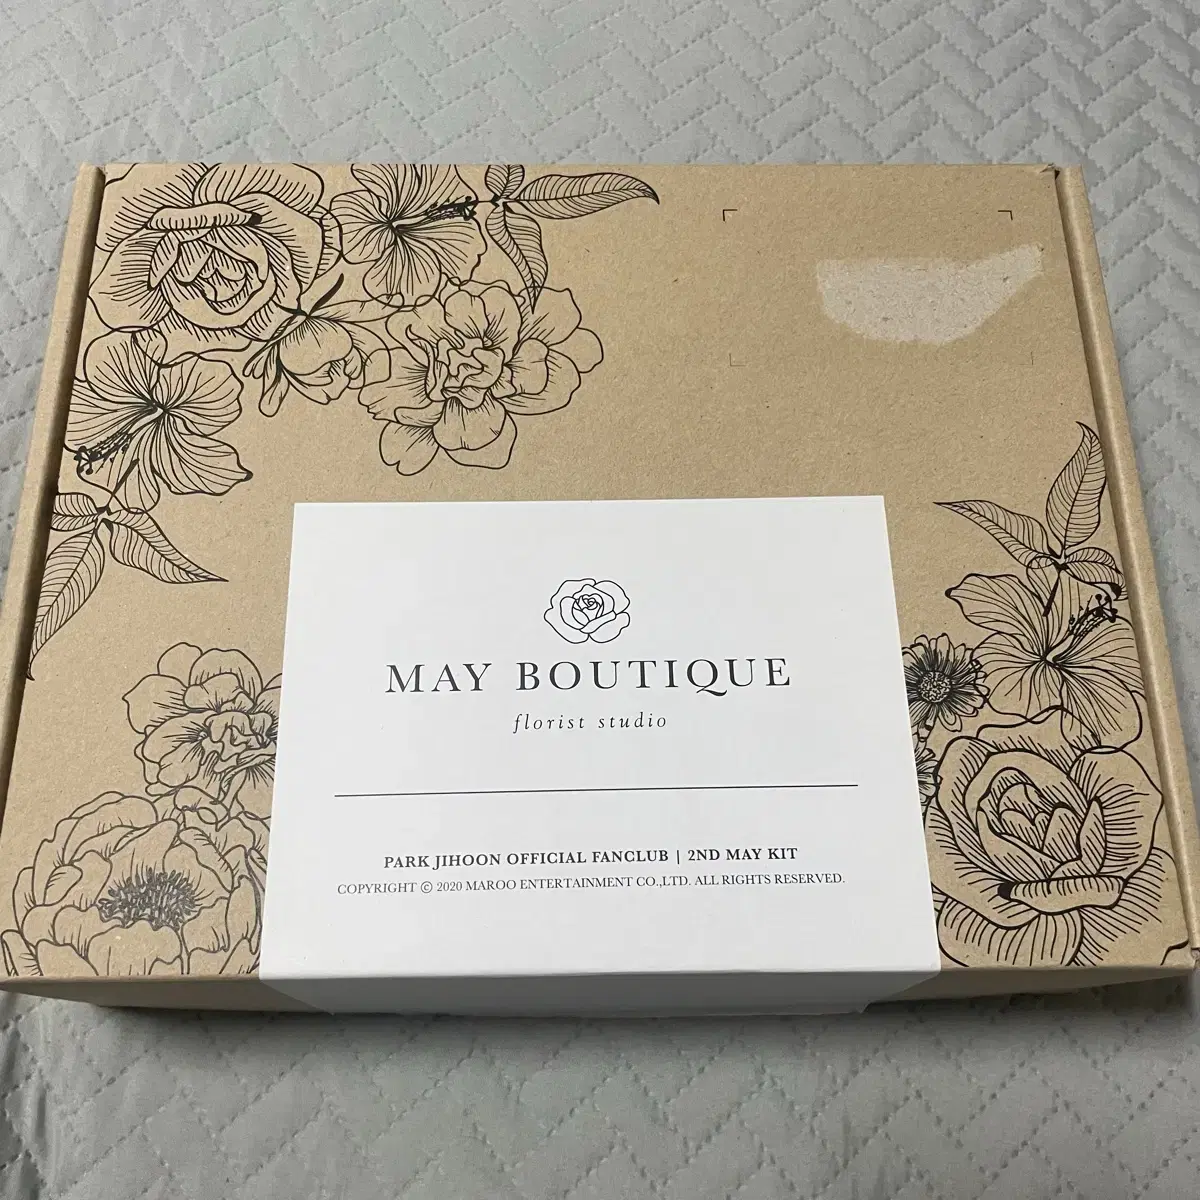 MAY BOUTIQUE
florist studio
PARK JIHOON OFFICIAL FANCLUB | 2ND MAY KIT
COPYRIGHT © 2020 MAROO ENTERTAINMENT CO.,LTD. ALL RIGHTS RESERVED.